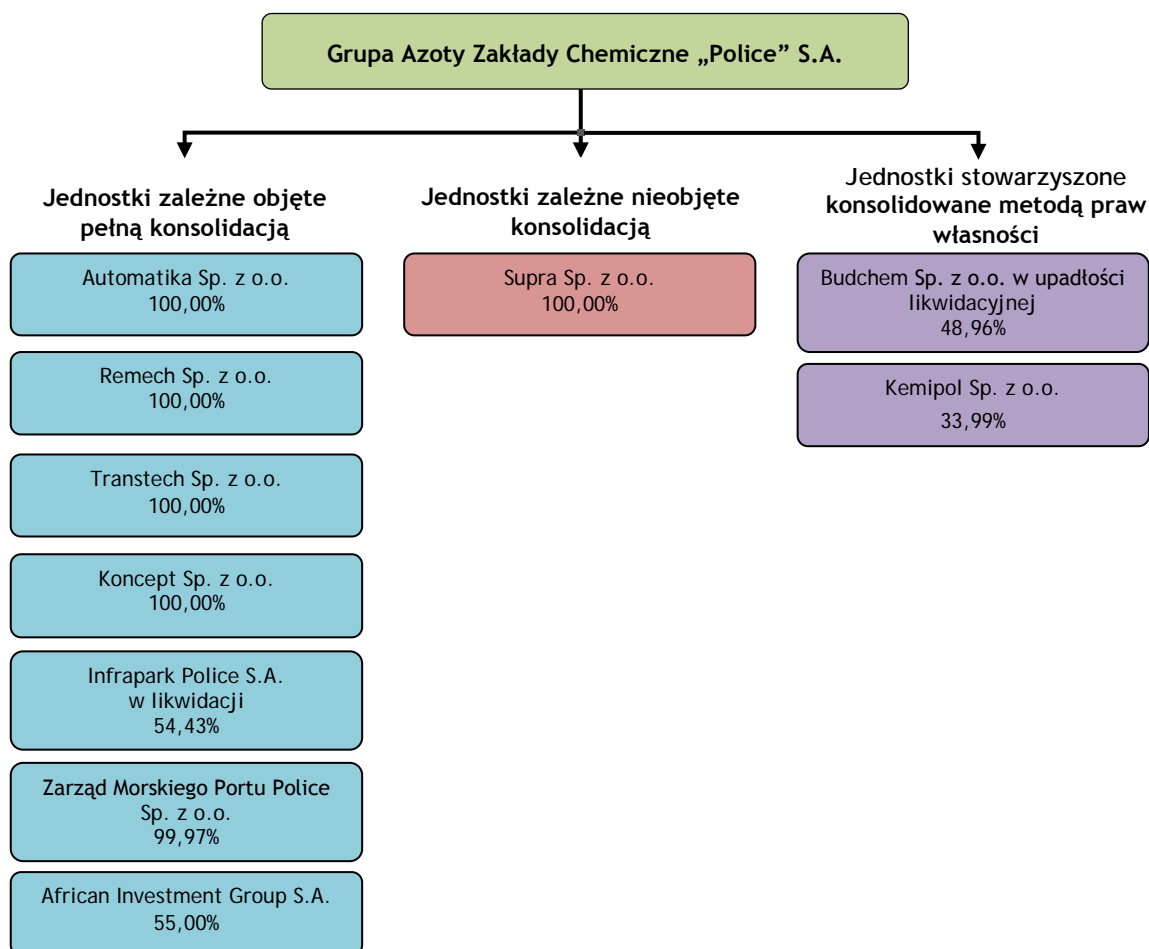 Grupa Azoty Zakłady Chemiczne „Police” S.A.
Jednostki zależne objęte
pełną konsolidacją
Automatika Sp. z o.o.
100,00%
Remech Sp. z o.o.
100,00%
Transtech Sp. z o.o.
100,00%
Koncept Sp. z o.o.
100,00%
Infrapark Police S.A.
w likwidacji
54,43%
Zarząd Morskiego Portu Police
Sp. z o.o.
99,97%
African Investment Group S.A.
55,00%
Jednostki zależne nieobjęte
konsolidacją
Supra Sp. z o.o.
100,00%
Jednostki stowarzyszone
konsolidowane metodą praw
własności
Budchem Sp. z o.o. w upadłości
likwidacyjnej
48,96%
Kemipol Sp. z o.o.
33,99%